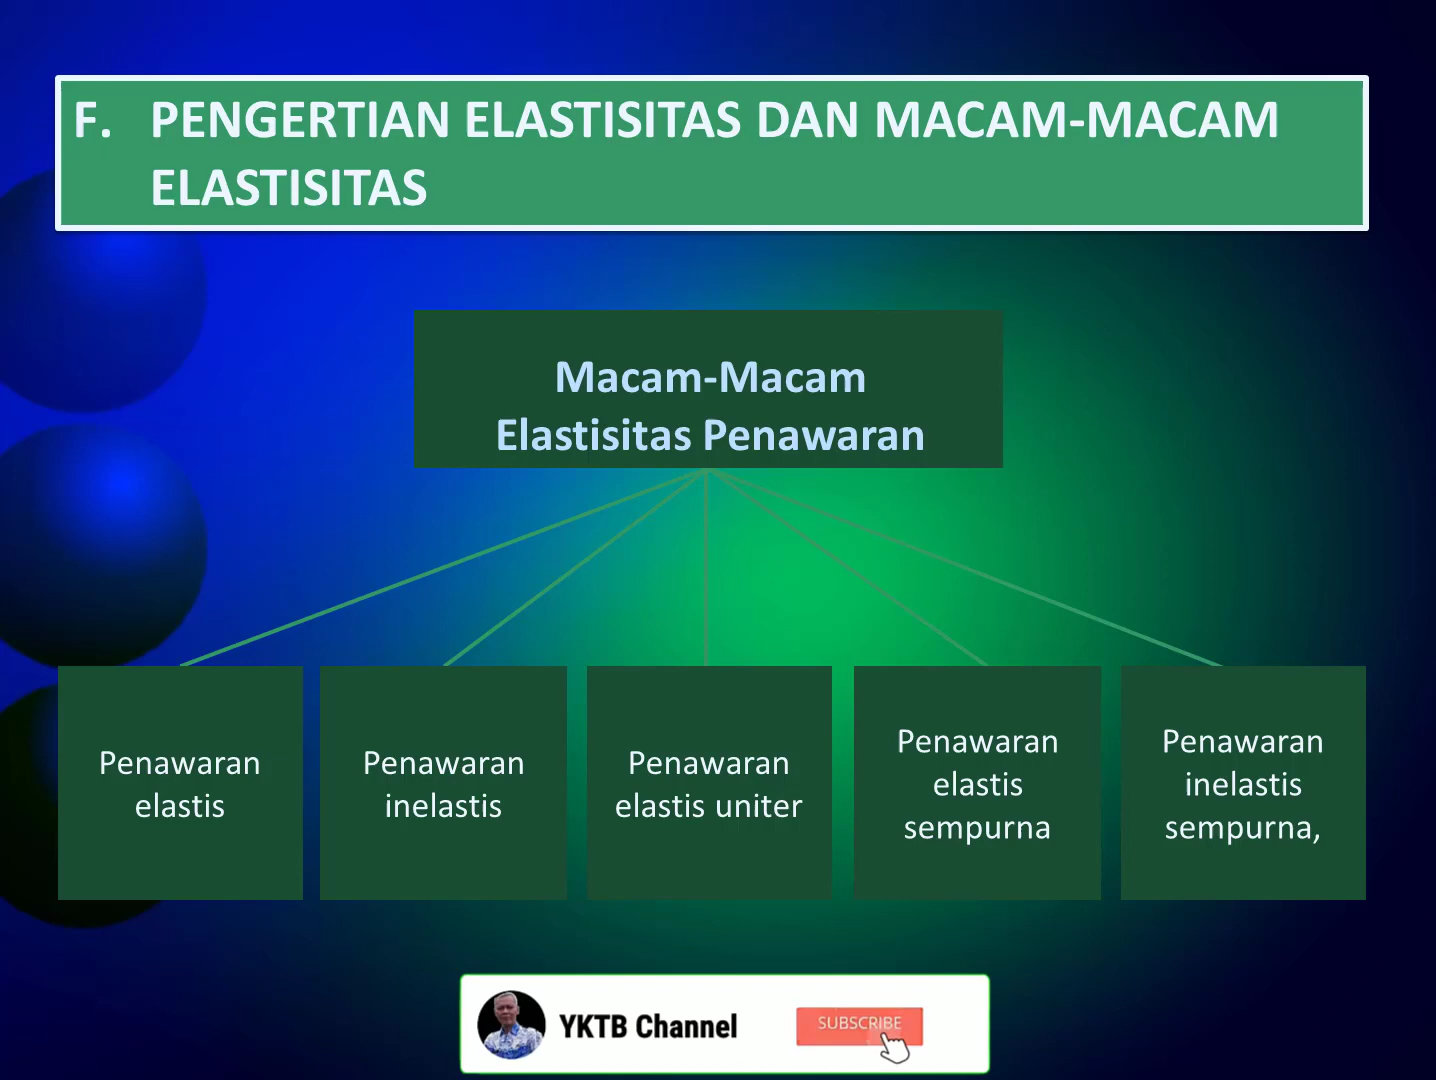 F. PENGERTIAN ELASTISITAS DAN MACAM-MACAM
ELASTISITAS
Macam-Macam
Elastisitas Penawaran
Penawaran
elastis
Penawaran
inelastis
Penawaran
elastis uniter
Penawaran
elastis
sempurna
Penawaran
inelastis
sempurna,
YKTB Channel
SUBSCRIBE